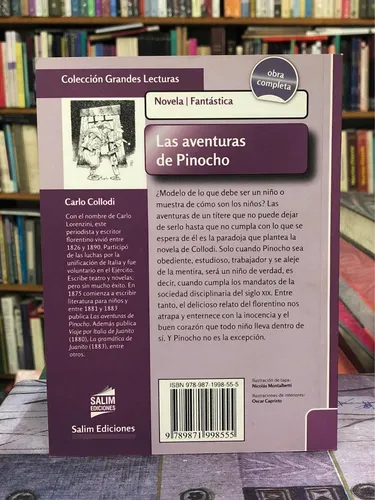 Colección Grandes Lecturas
obra
completa
Novela | Fantástica
Las aventuras
de Pinocho
Carlo Collodi
Con el nombre de Carlo
Lorenzini, este
periodista y escritor
florentino vivió entre
1826 y 1890. Participó
de las luchas por la
unificación de Italia y fue
voluntario en el Ejército.
Escribe teatro y novelas,
pero sin mucho éxito. En
1875 comienza a escribir
literatura para niños y
entre 1881 y 1883
publica Las aventuras de
Pinocho. Además publica
Viaje por Italia de Juanito
(1880), La gramática de
Juanito (1883), entre
otros.
SALIM
EDICIONES
Salim Ediciones
¿Modelo de lo que debe ser un niño o
muestra de cómo son los niños? Las
aventuras de un títere que no puede dejar
de serlo hasta que no cumpla con lo que se
espera de él es la paradoja que plantea la
novela de Collodi. Solo cuando Pinocho sea
obediente, estudioso, trabajador y se aleje
de la mentira, será un niño de verdad, es
decir, cuando cumpla los mandatos de la
sociedad disciplinaria del siglo XIX. Entre
tanto, el delicioso relato del florentino nos
atrapa y enternece con la inocencia y el
buen corazón que todo niño lleva dentro de
sí. Y Pinocho no es la excepción.
ISBN 978-987-1998-55-5
9789871998555
Ilustración de tapa:
Nicolás Montalbetti
Ilustraciones de interiores:
Oscar Capristo